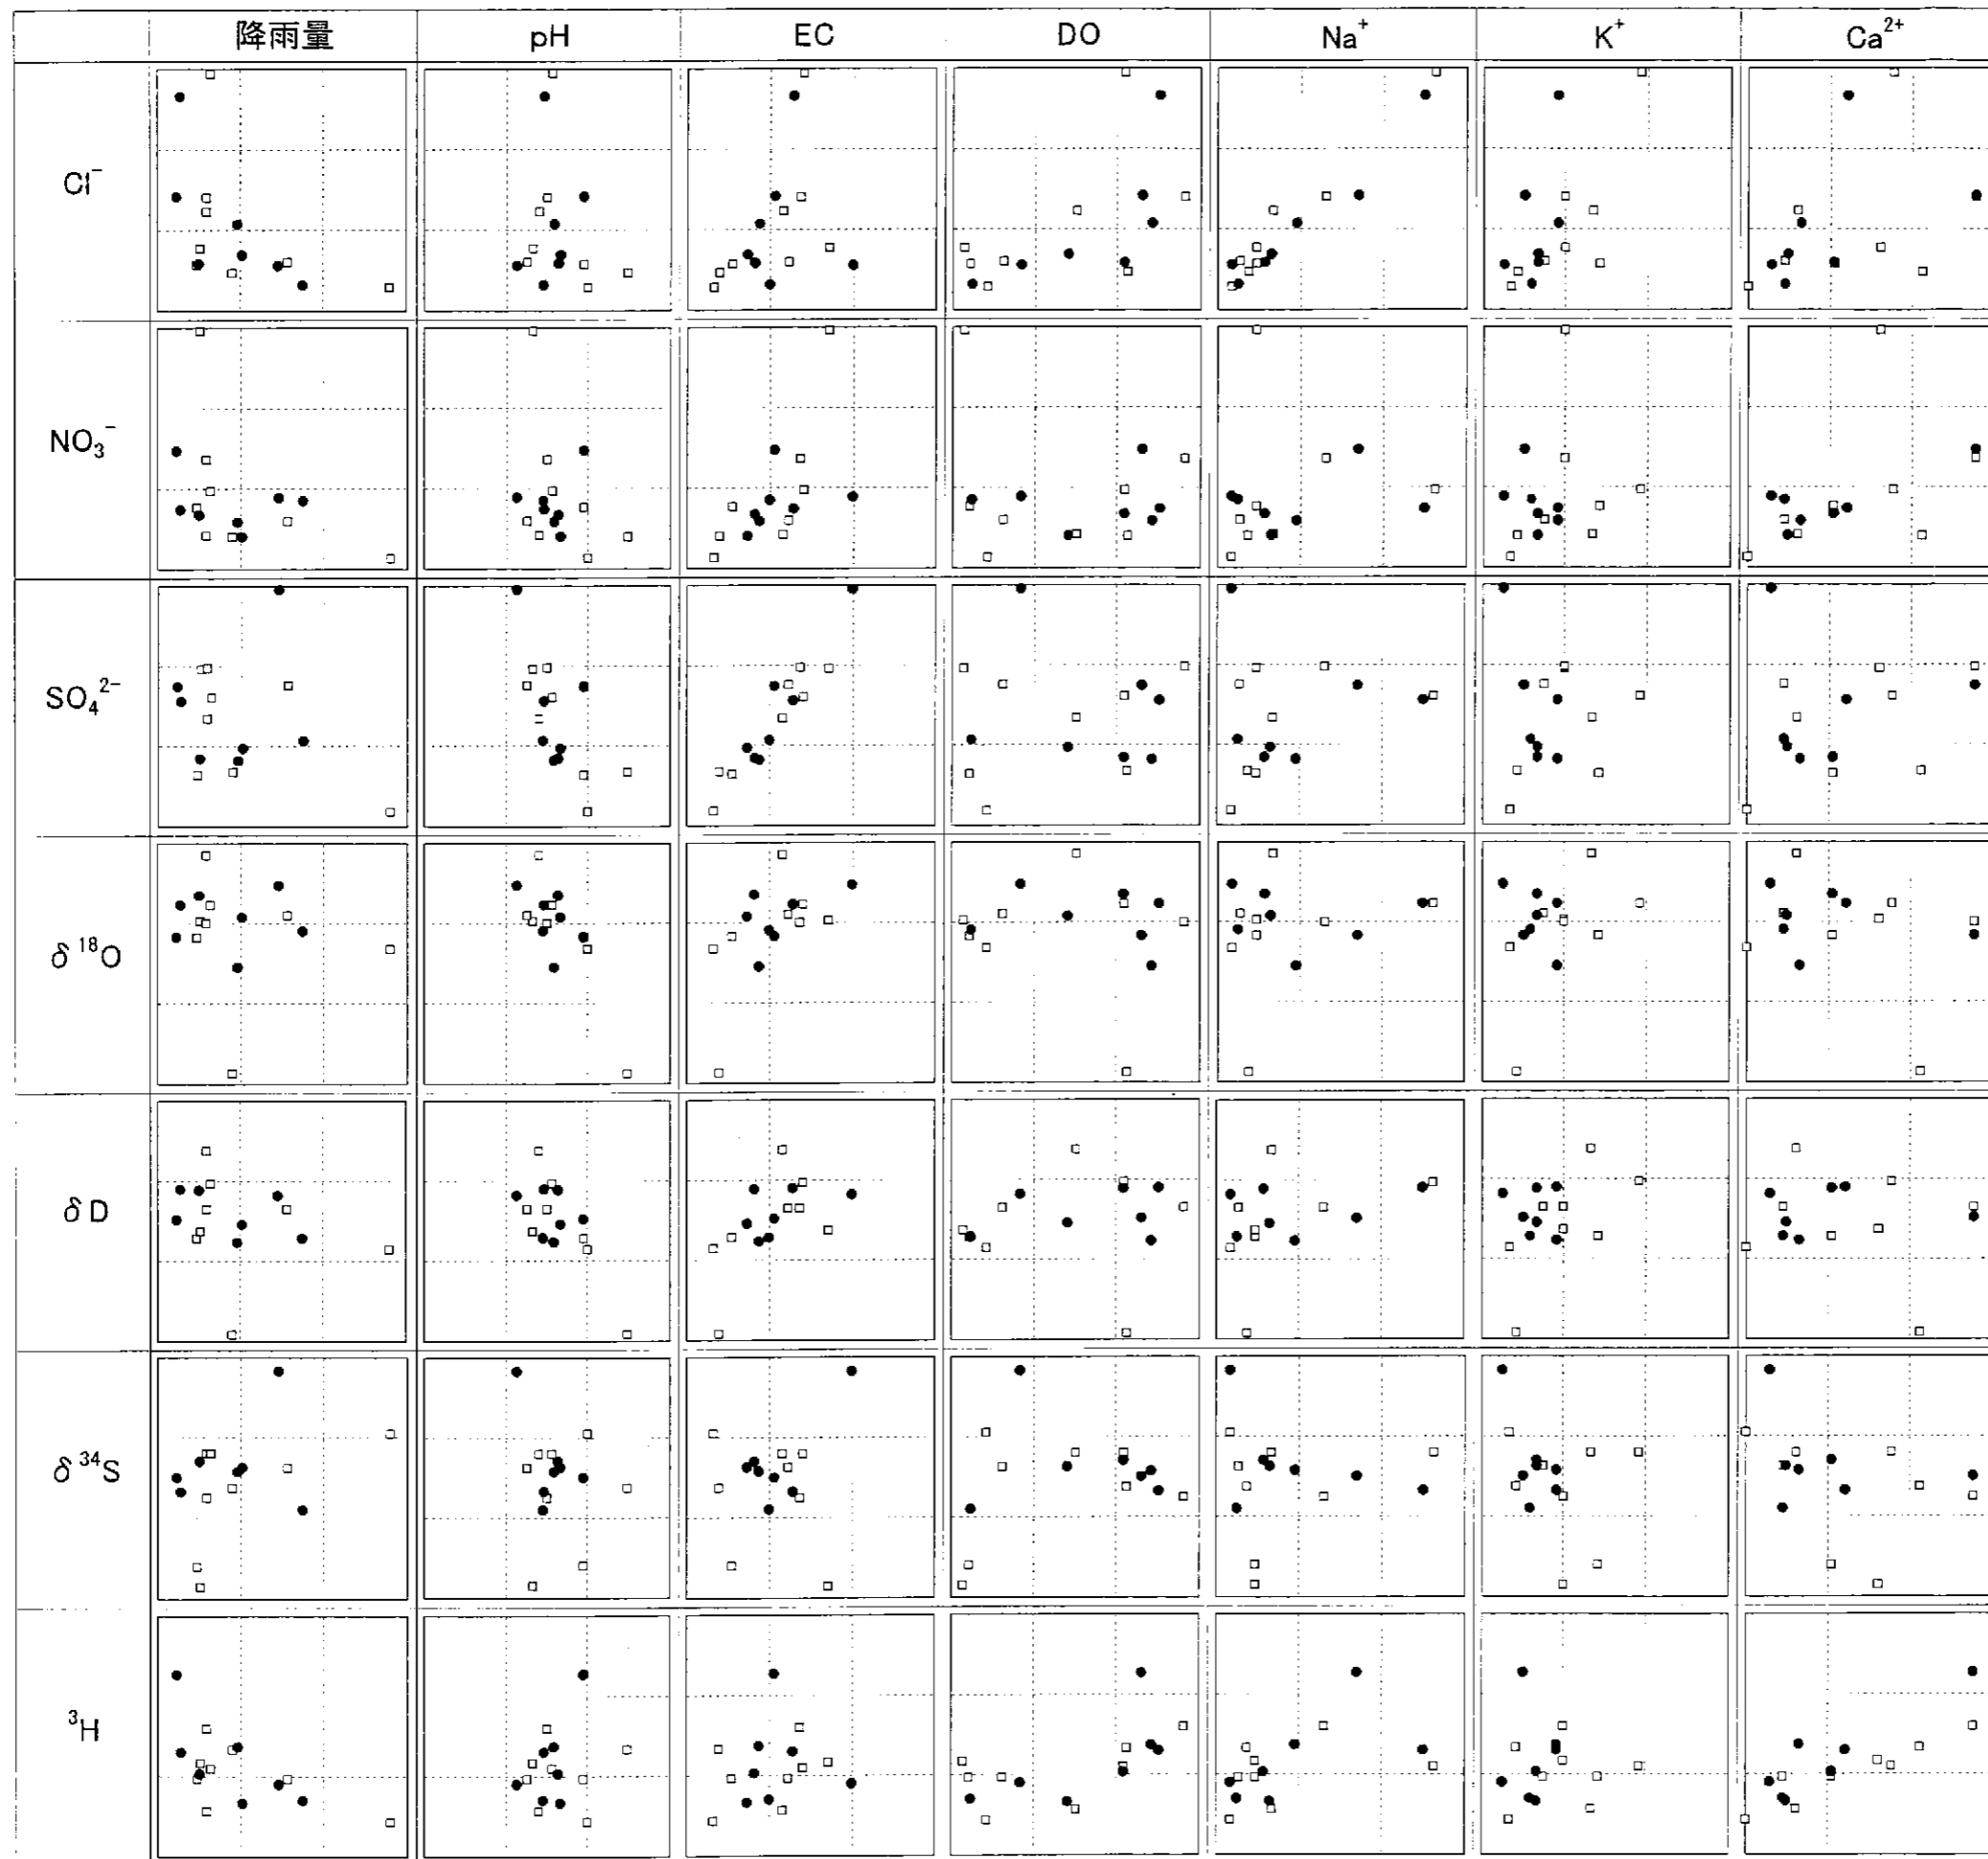 降雨量 pH EC DO Na⁺ K⁺ Ca²⁺
Cl⁻
NO₃⁻
SO₄²⁻
δ¹⁸O
δD
δ³⁴S
³H